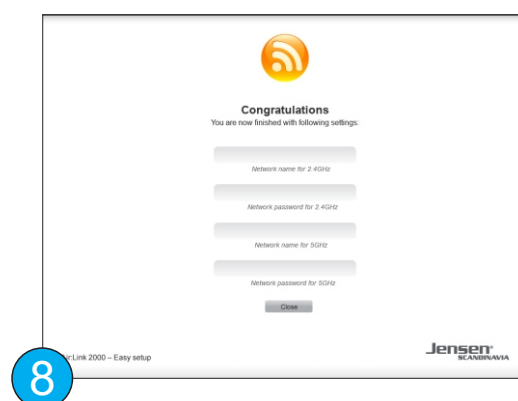 Congratulations
You are now finished with following settings:
Network name for 2.4GHz
Network password for 2.4GHz
Network name for 5GHz
Network password for 5GHz
Close
Link 2000 – Easy setup
Jensen®
SCANDINAVIA
8